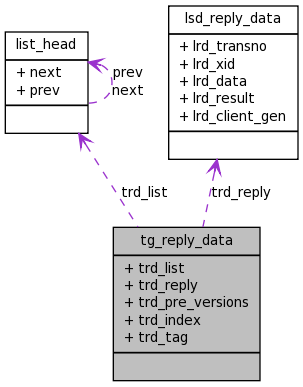 list_head
+ next
+ prev
lsd_reply_data
+ lrd_transno
+ lrd_xid
+ lrd_data
+ lrd_result
+ lrd_client_gen
prev
next
trd_list
trd_reply
tg_reply_data
+ trd_list
+ trd_reply
+ trd_pre_versions
+ trd_index
+ trd_tag